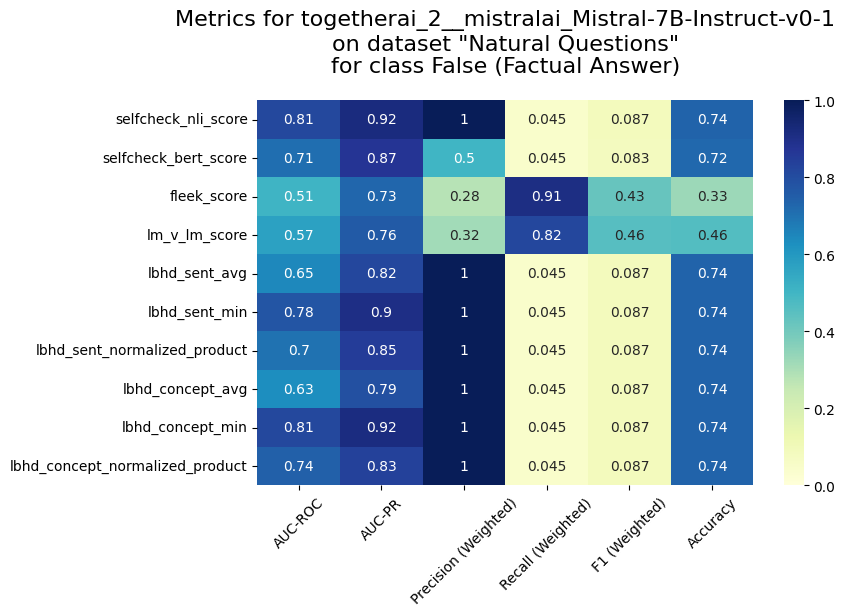 Metrics for togetherai_2__mistralai_Mistral-7B-Instruct-v0-1
on dataset "Natural Questions"
for class False (Factual Answer)
selfcheck_nli_score 0.81 0.92 1 0.045 0.087 0.74
selfcheck_bert_score 0.71 0.87 0.5 0.045 0.083 0.72
fleek_score 0.51 0.73 0.28 0.91 0.43 0.33
lm_v_lm_score 0.57 0.76 0.32 0.82 0.46 0.46
lbhd_sent_avg 0.65 0.82 1 0.045 0.087 0.74
lbhd_sent_min 0.78 0.9 1 0.045 0.087 0.74
lbhd_sent_normalized_product 0.7 0.85 1 0.045 0.087 0.74
lbhd_concept_avg 0.63 0.79 1 0.045 0.087 0.74
lbhd_concept_min 0.81 0.92 1 0.045 0.087 0.74
lbhd_concept_normalized_product 0.74 0.83 1 0.045 0.087 0.74
AUC-ROC AUC-PR Precision (Weighted) Recall (Weighted) F1 (Weighted) Accuracy
1.0
0.8
0.6
0.4
0.2
0.0